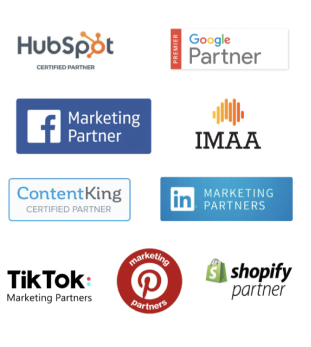 HubSpot
CERTIFIED PARTNER
PREMIER
Google
Partner
f Marketing
Partner
IMAA
ContentKing
CERTIFIED PARTNER
in MARKETING
PARTNERS
TikTok:
Marketing Partners
marketing
partners
shopify
partner